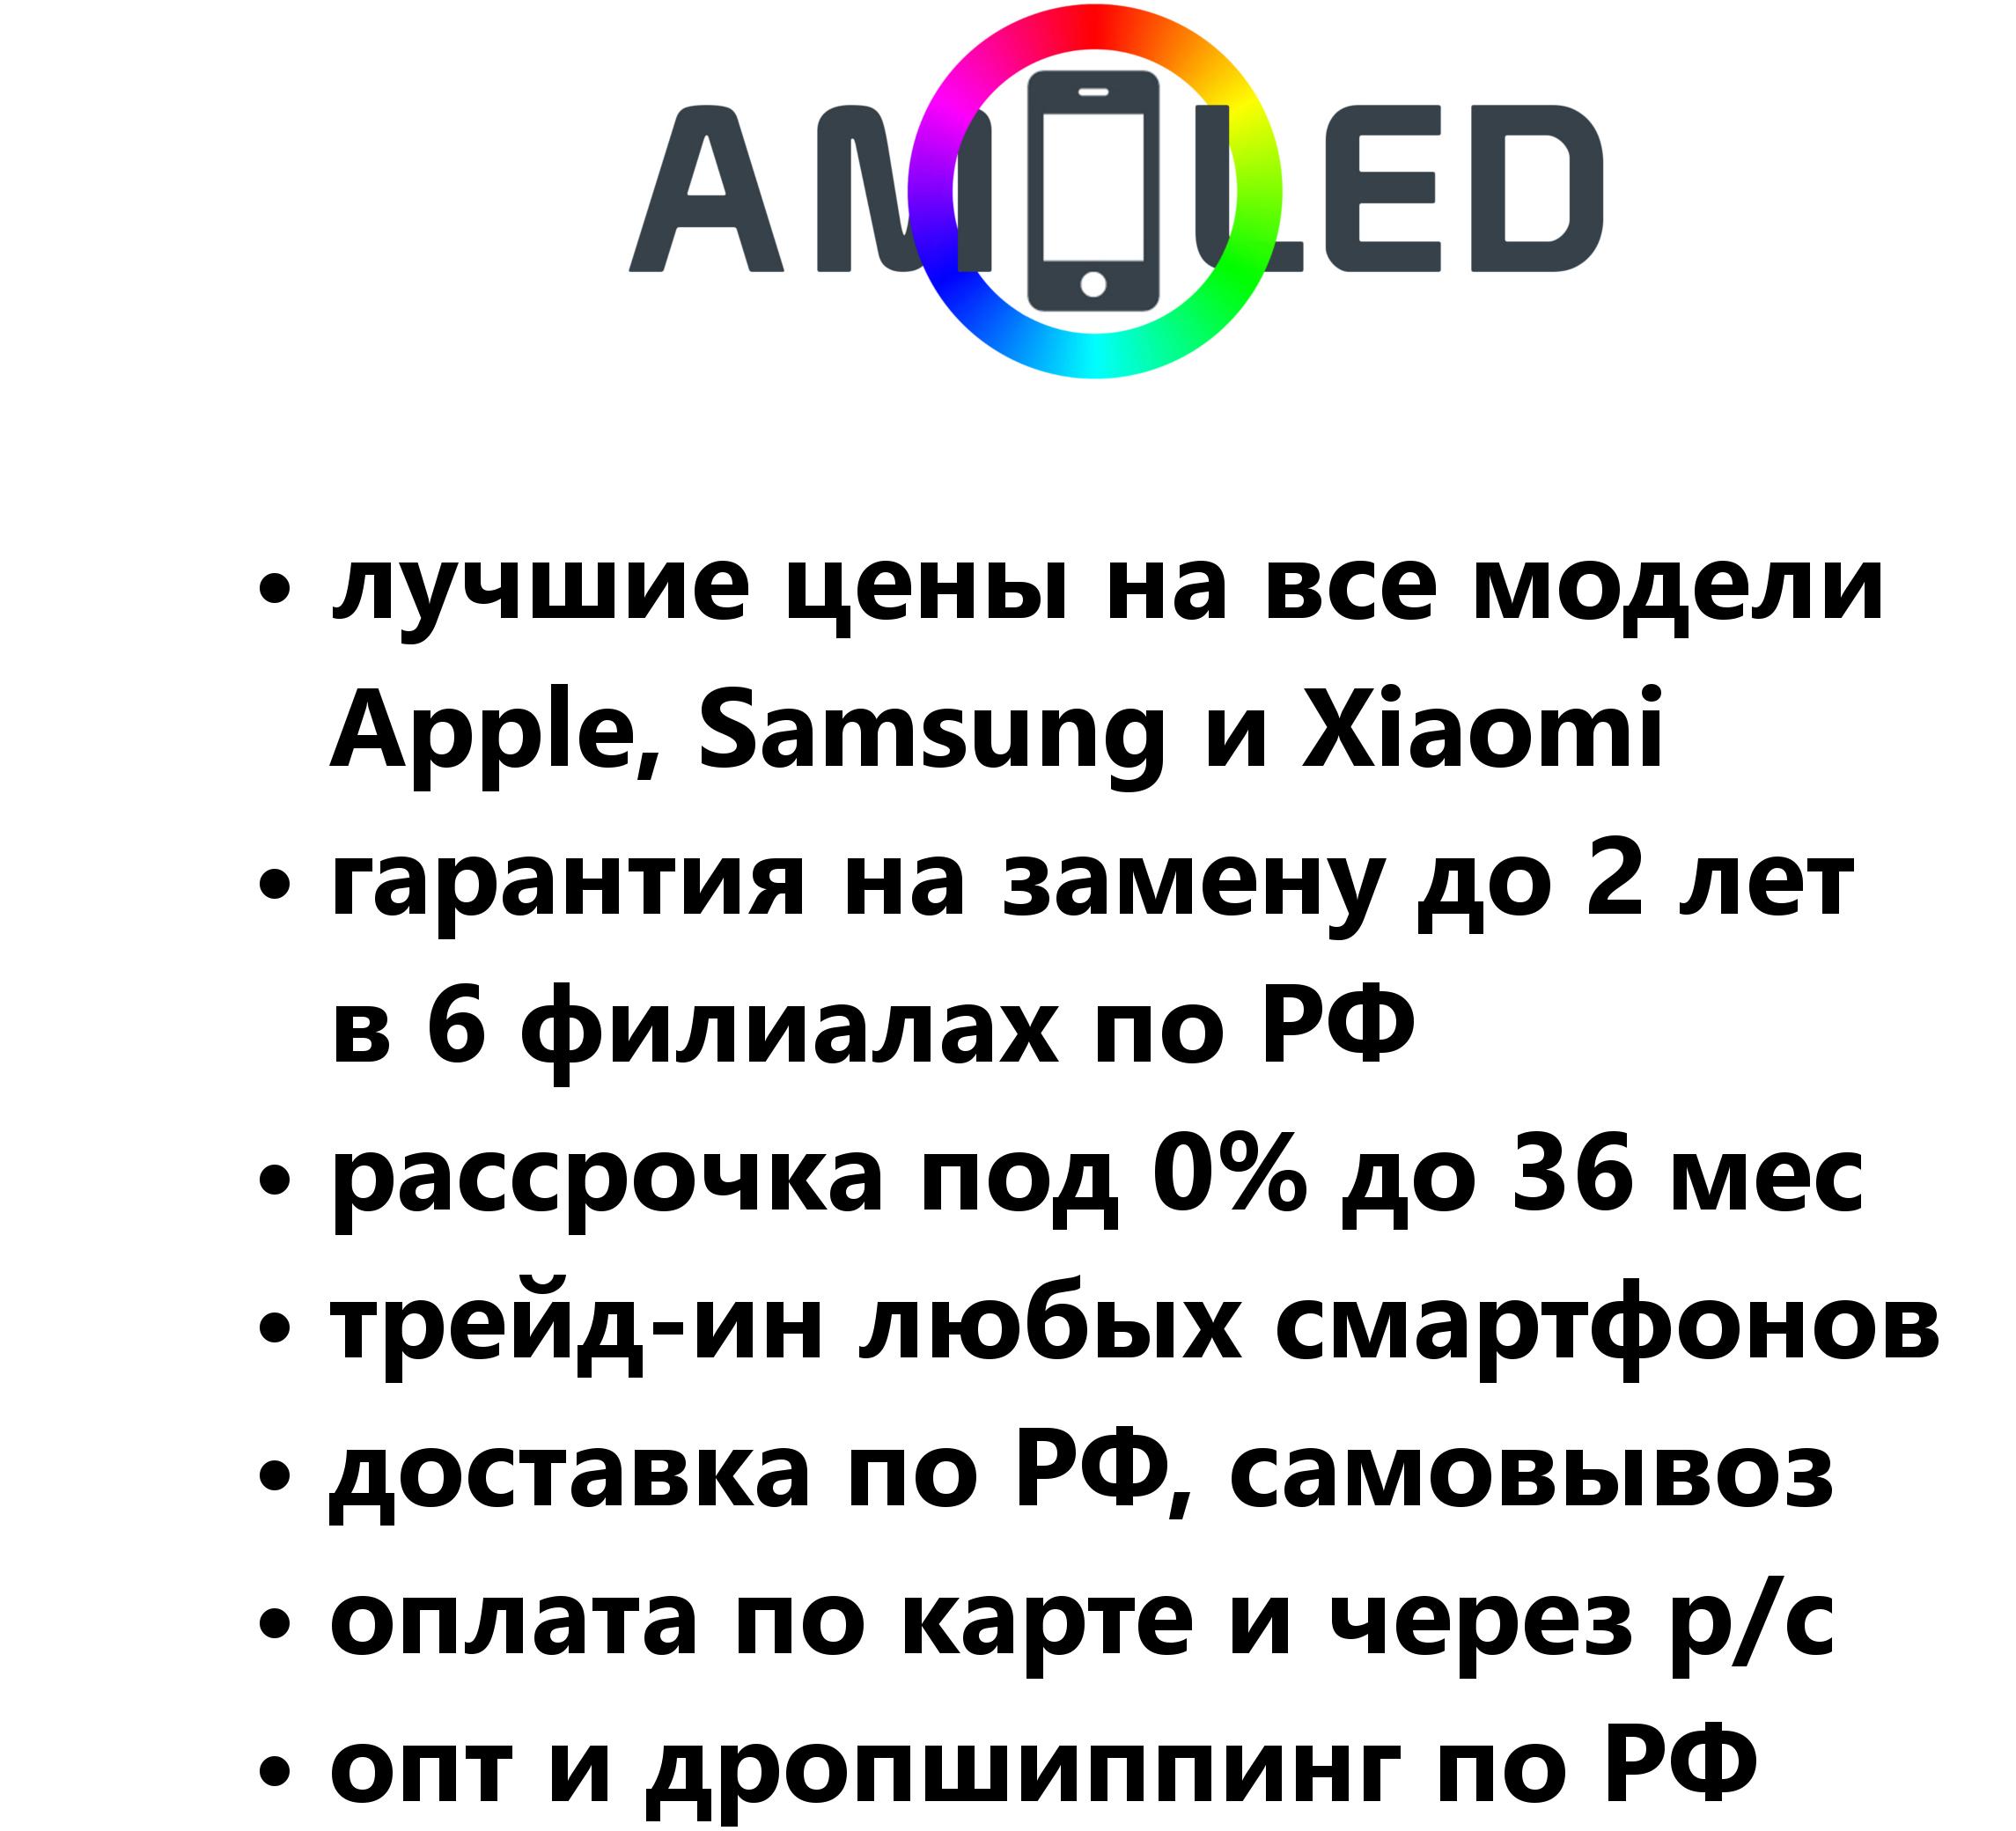 AMOLED
• лучшие цены на все модели
Apple, Samsung и Xiaomi
• гарантия на замену до 2 лет
в 6 филиалах по РФ
• рассрочка под 0% до 36 мес
• трейд-ин любых смартфонов
• доставка по РФ, самовывоз
• оплата по карте и через р/с
• опт и дропшиппинг по РФ